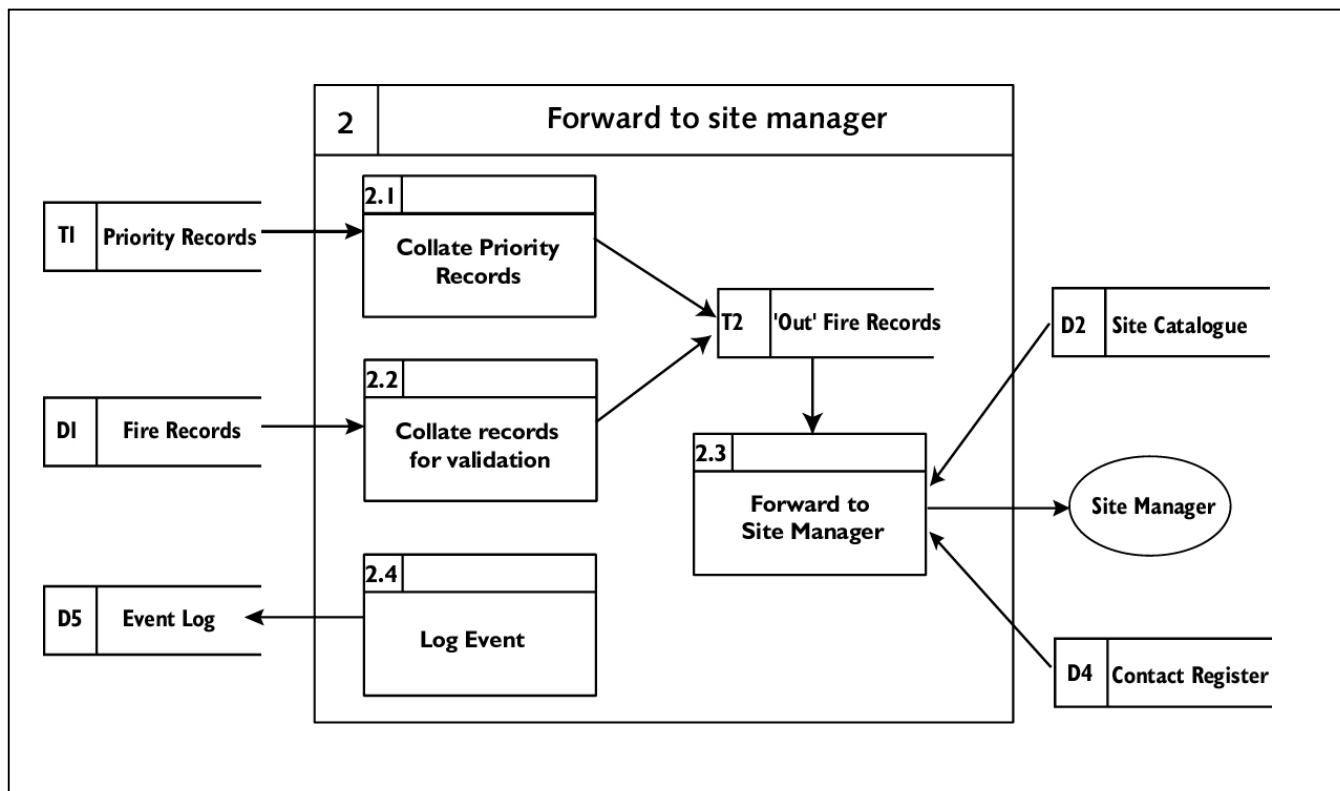 2
Forward to site manager
T1
Priority Records
2.1
Collate Priority
Records
T2
'Out' Fire Records
D2
Site Catalogue
D1
Fire Records
2.2
Collate records
for validation
2.3
Forward to
Site Manager
Site Manager
D5
Event Log
2.4
Log Event
D4
Contact Register